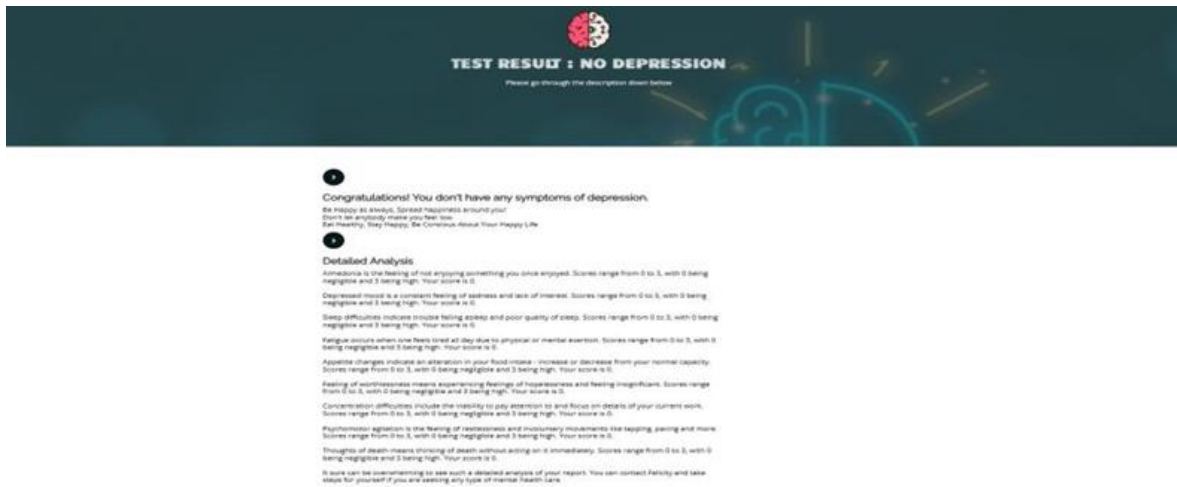 TEST RESULT : NO DEPRESSION
Please go through the description down below
Congratulations! You don't have any symptoms of depression.
Be Happy as always, Spread happiness around you!
Don't let anybody make you feel low
Eat Healthy, Stay Happy, Be Conscious About Your Happy Life
Detailed Analysis
is the feeling of not enjoying something you once enjoyed. Scores range from 0 to 3, with 0 being
negligible and 3 being high. Your score is 0.
Depressed mood is a constant feeling of sadness and lack of interest. Scores range from 0 to 3, with 0 being
negligible and 3 being high. Your score is 0.
Sleep difficulties indicate trouble falling asleep and poor quality of sleep. Scores range from 0 to 3, with 0 being
negligible and 3 being high. Your score is 0.
Fatigue occurs when one feels tired all day due to physical or mental exertion. Scores range from 0 to 3, with 0
being negligible and 3 being high. Your score is 0.
Appetite changes indicate an alteration in your food intake - increase or decrease from your normal capacity.
Scores range from 0 to 3, with 0 being negligible and 3 being high. Your score is 0.
Feeling of worthlessness means experiencing feelings of hopelessness and feeling insignificant. Scores range
from 0 to 3, with 0 being negligible and 3 being high. Your score is 0.
Concentration difficulties include the inability to pay attention to and focus on details of your current work.
Scores range from 0 to 3, with 0 being negligible and 3 being high. Your score is 0.
Psychomotor agitation is the feeling of restlessness and involuntary movements like tapping, pacing and more.
Scores range from 0 to 3, with 0 being negligible and 3 being high. Your score is 0.
Thoughts of death means thinking of death without acting on it immediately. Scores range from 0 to 3, with 0
being negligible and 3 being high. Your score is 0.
It sure can be overwhelming to see such a detailed analysis of your report. You can contact Felicity and take
steps for yourself if you are seeking any type of mental health care.